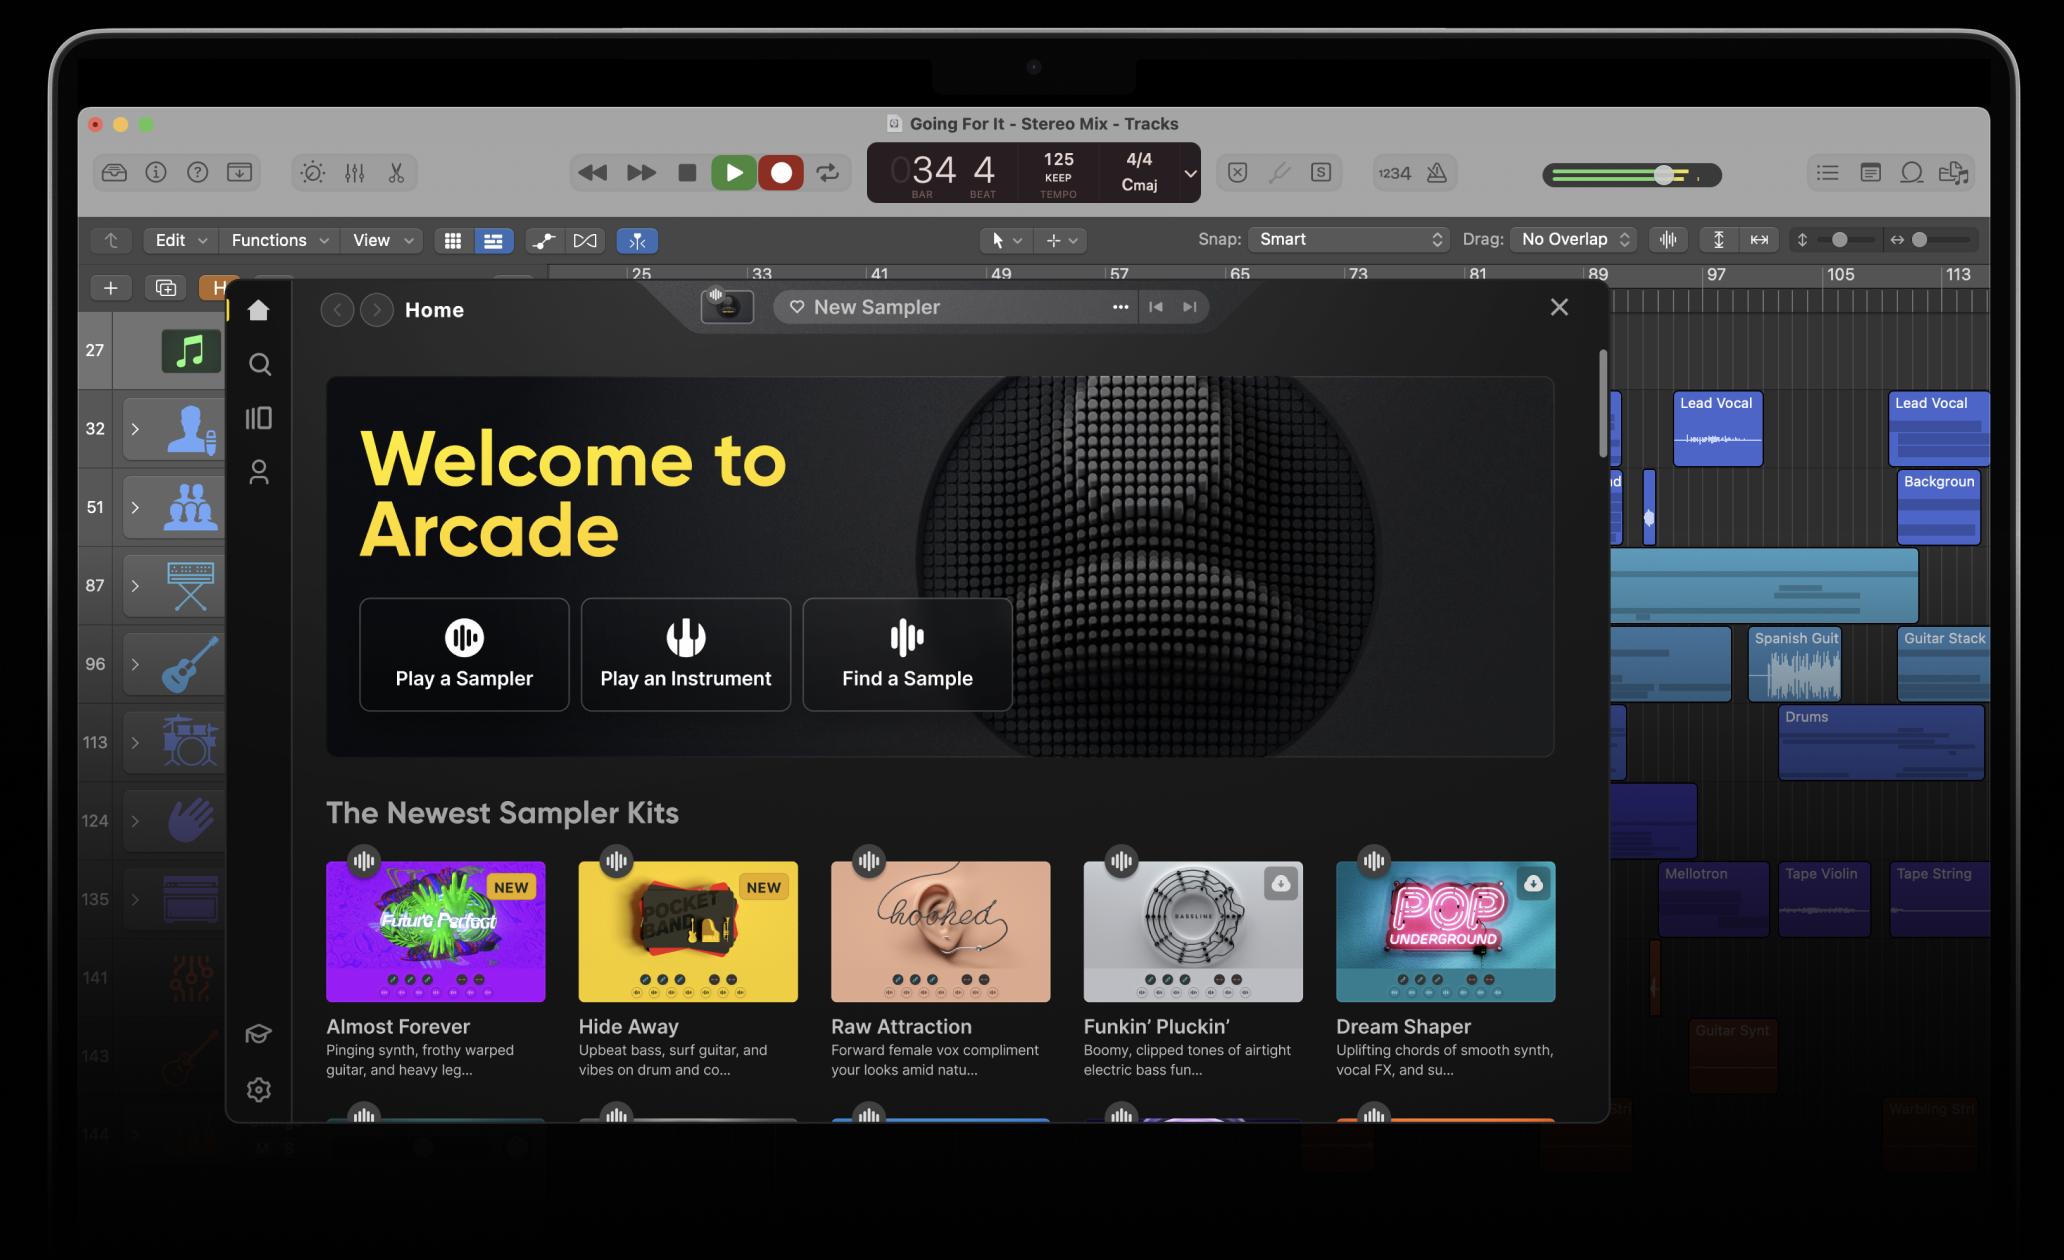 Going For It - Stereo Mix - Tracks
034 4
BAR BEAT
125
KEEP
TEMPO
4/4
Cmaj
S
1234
Edit
Functions
View
Snap: Smart
Drag: No Overlap
25 33 41 49 57 65 73 81 89 97 105 113
H
Home
New Sampler
27
32
51
87
96
113
124
135
141
143
144
Welcome to
Arcade
Play a Sampler
Play an Instrument
Find a Sample
Lead Vocal
Lead Vocal
nd
Backgroun
Spanish Guit
Guitar Stack
Drums
Mellotron
Tape Violin
Tape String
Guitar Synt
Warbling Stri
Stri
The Newest Sampler Kits
Future Perfect
NEW
POCKET
BAND
NEW
hooked
BASSLINE
POP
UNDERGROUND
Almost Forever
Pinging synth, frothy warped
guitar, and heavy leg...
Hide Away
Upbeat bass, surf guitar, and
vibes on drum and co...
Raw Attraction
Forward female vox compliment
your looks amid natu...
Funkin’ Pluckin’
Boomy, clipped tones of airtight
electric bass fun...
Dream Shaper
Uplifting chords of smooth synth,
vocal FX, and su...
M S